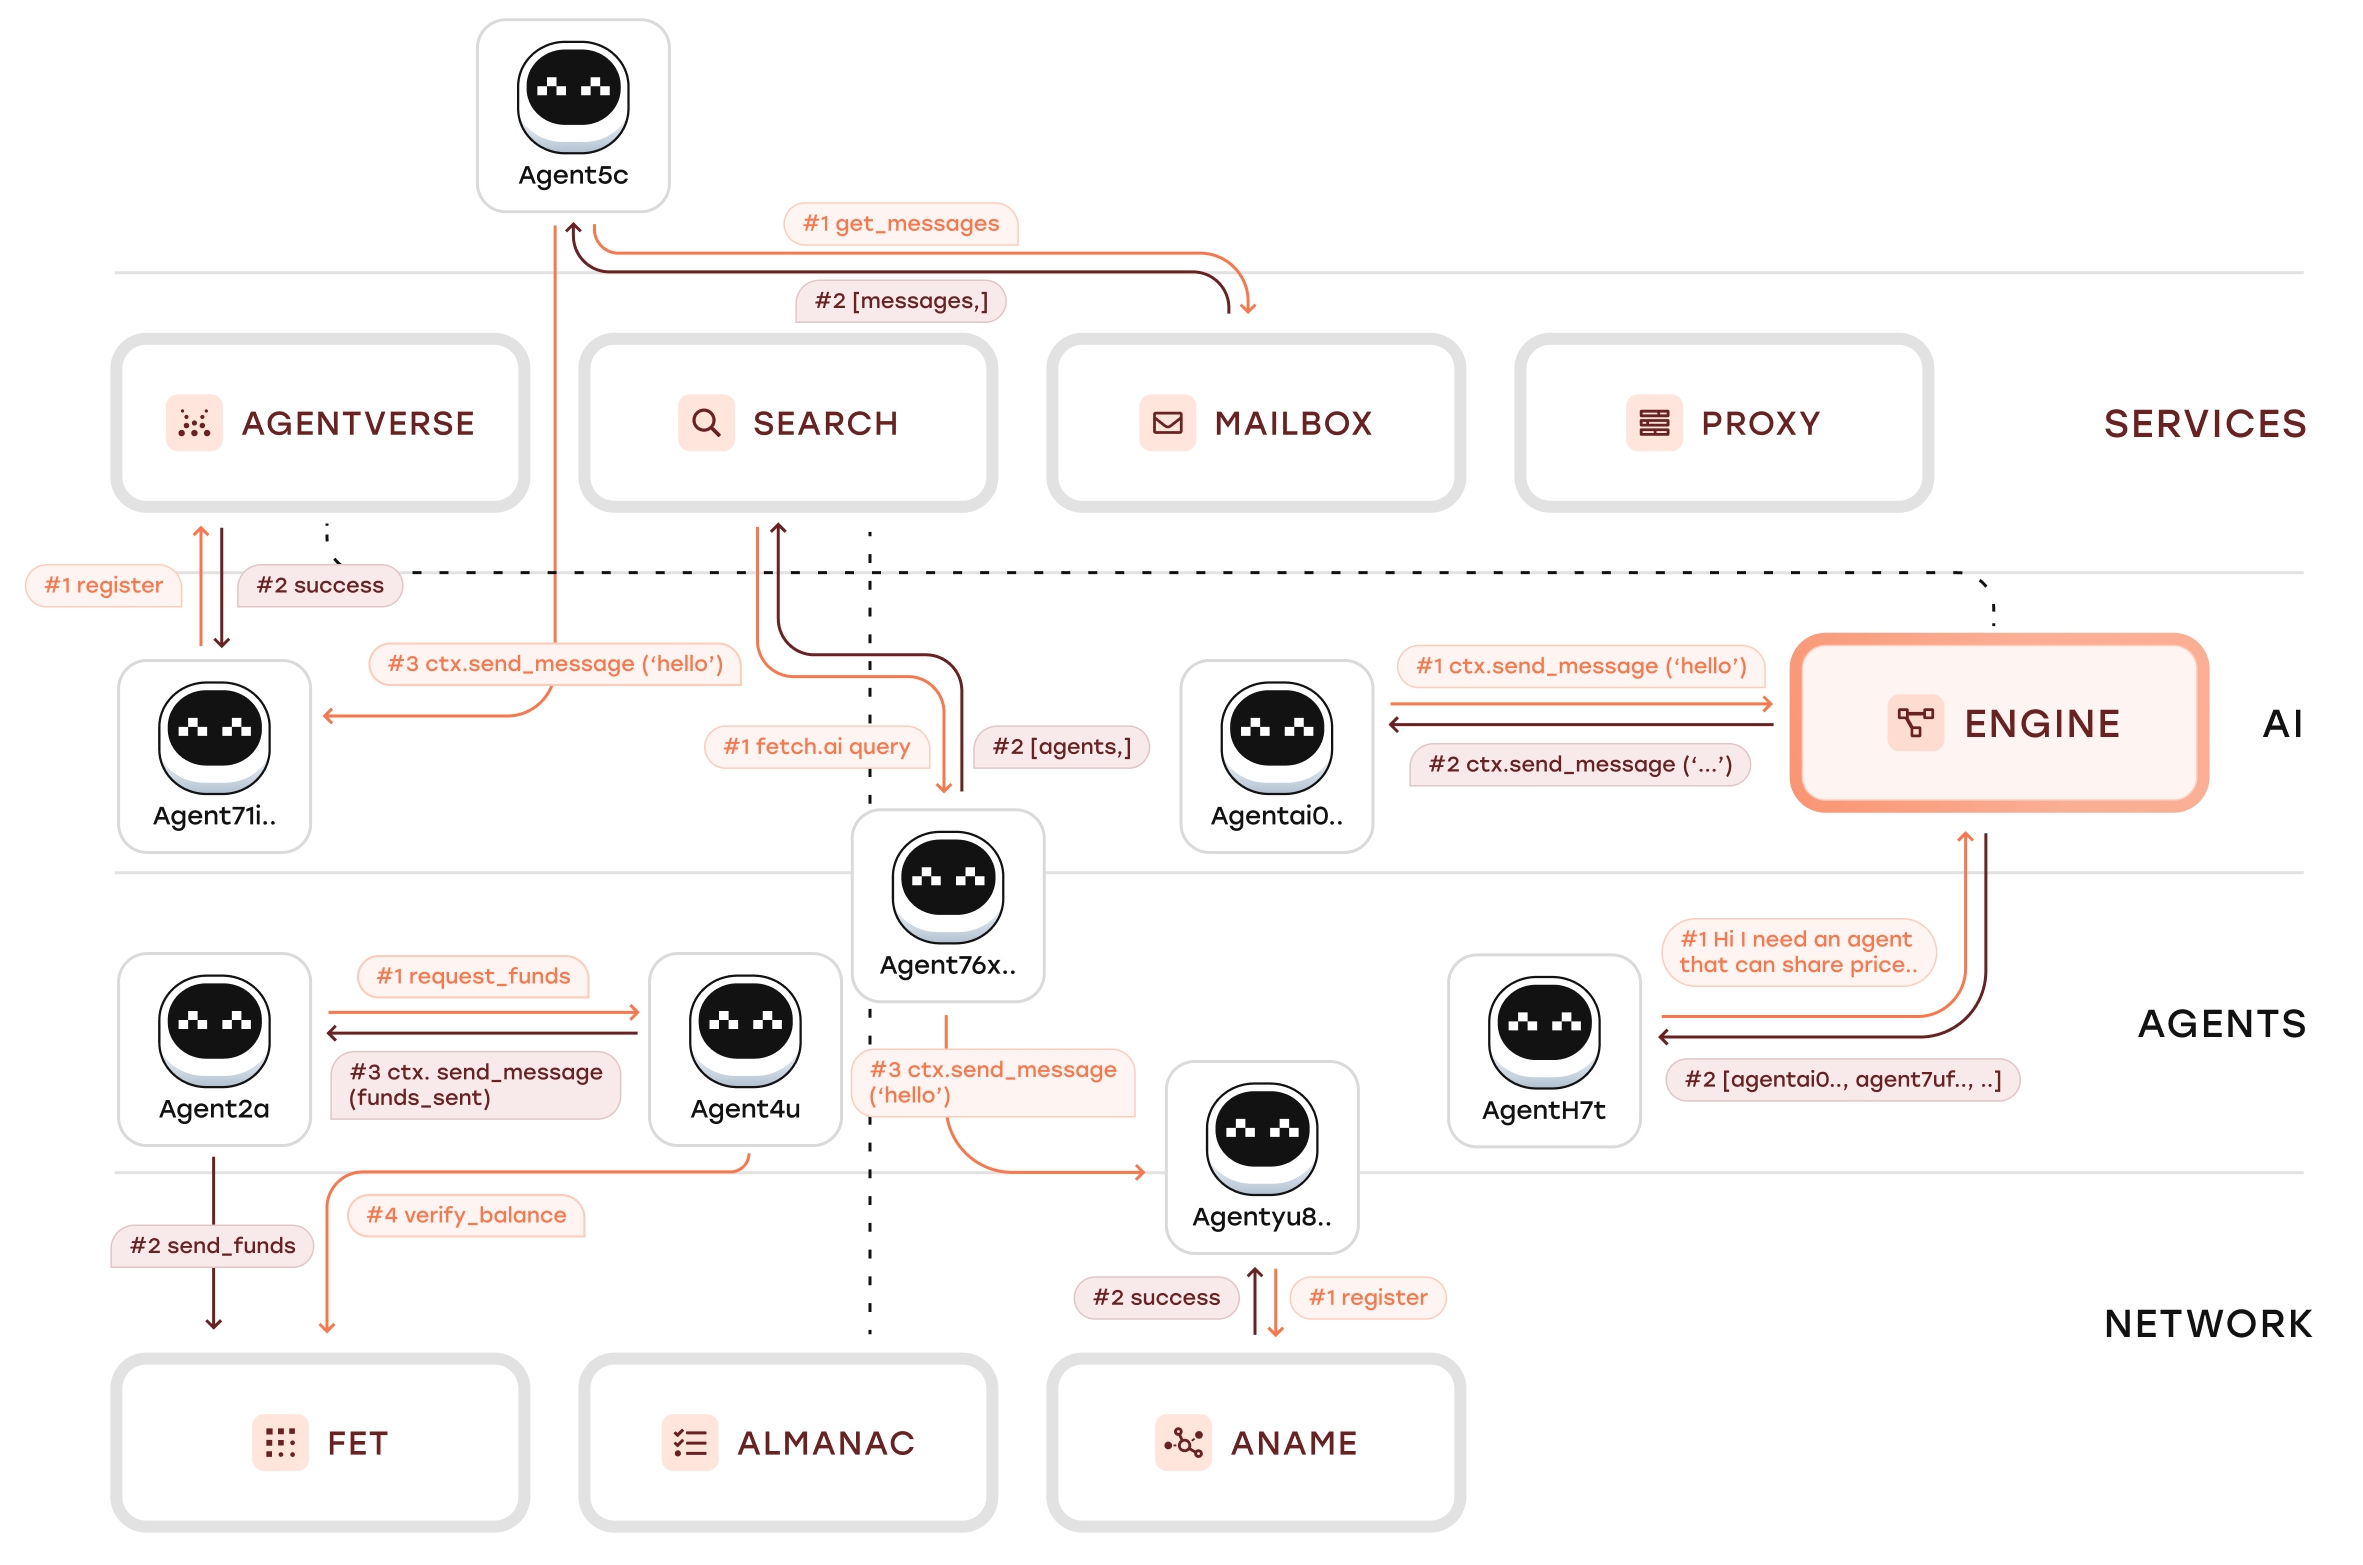 Agent5c
#1 get_messages
#2 [messages,]
AGENTVERSE
SEARCH
MAILBOX
PROXY
SERVICES
#1 register
#2 success
#3 ctx.send_message (‘hello’)
#1 fetch.ai query
#2 [agents,]
#1 ctx.send_message (‘hello’)
#2 ctx.send_message (‘...’)
ENGINE
AI
Agent71i..
Agentai0..
Agent76x..
#1 request_funds
#3 ctx. send_message
(funds_sent)
Agent2a
Agent4u
#3 ctx.send_message
(‘hello’)
#1 Hi I need an agent
that can share price..
AGENTS
#2 [agentai0.., agent7uf.., ..]
AgentH7t
Agentyu8..
#4 verify_balance
#2 send_funds
#2 success
#1 register
NETWORK
FET
ALMANAC
ANAME